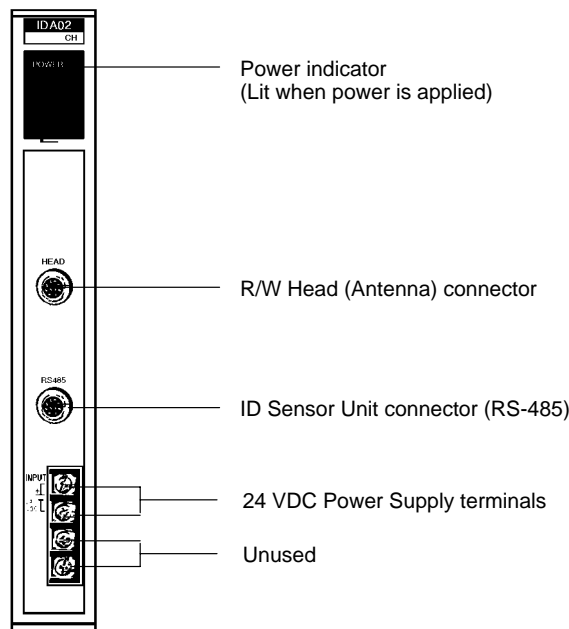 IDA02
CH
POWER
Power indicator
(Lit when power is applied)
HEAD
R/W Head (Antenna) connector
RS485
ID Sensor Unit connector (RS-485)
INPUT
24 VDC Power Supply terminals
Unused